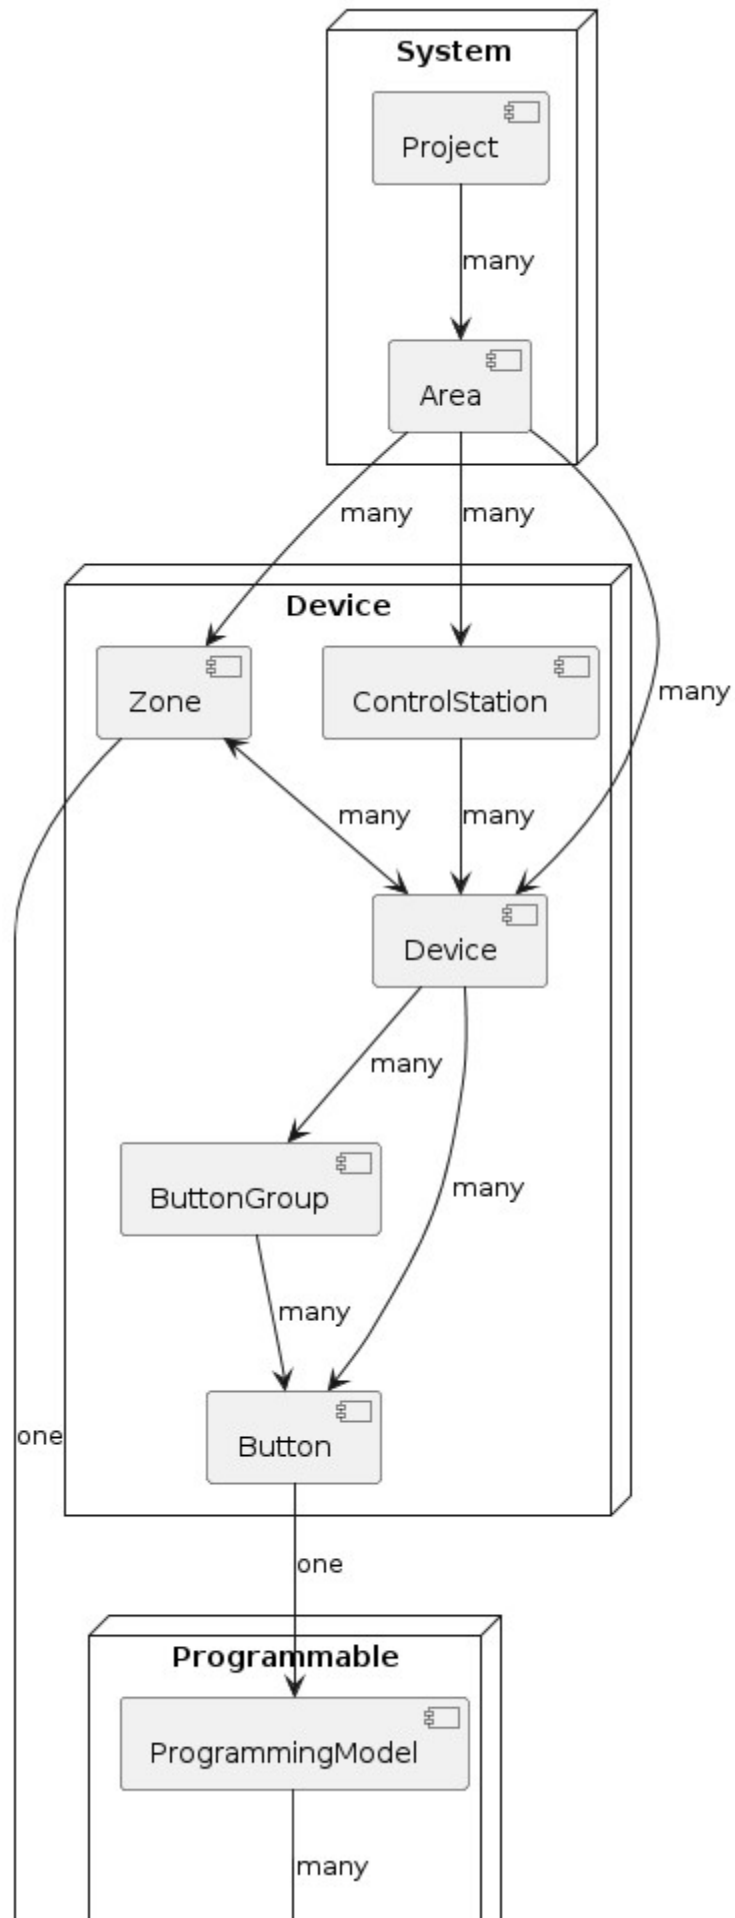 System
Project
many
Area
many
many
Device
Zone
ControlStation
many
many
many
Device
many
ButtonGroup
many
many
one
Button
one
Programmable
ProgrammingModel
many